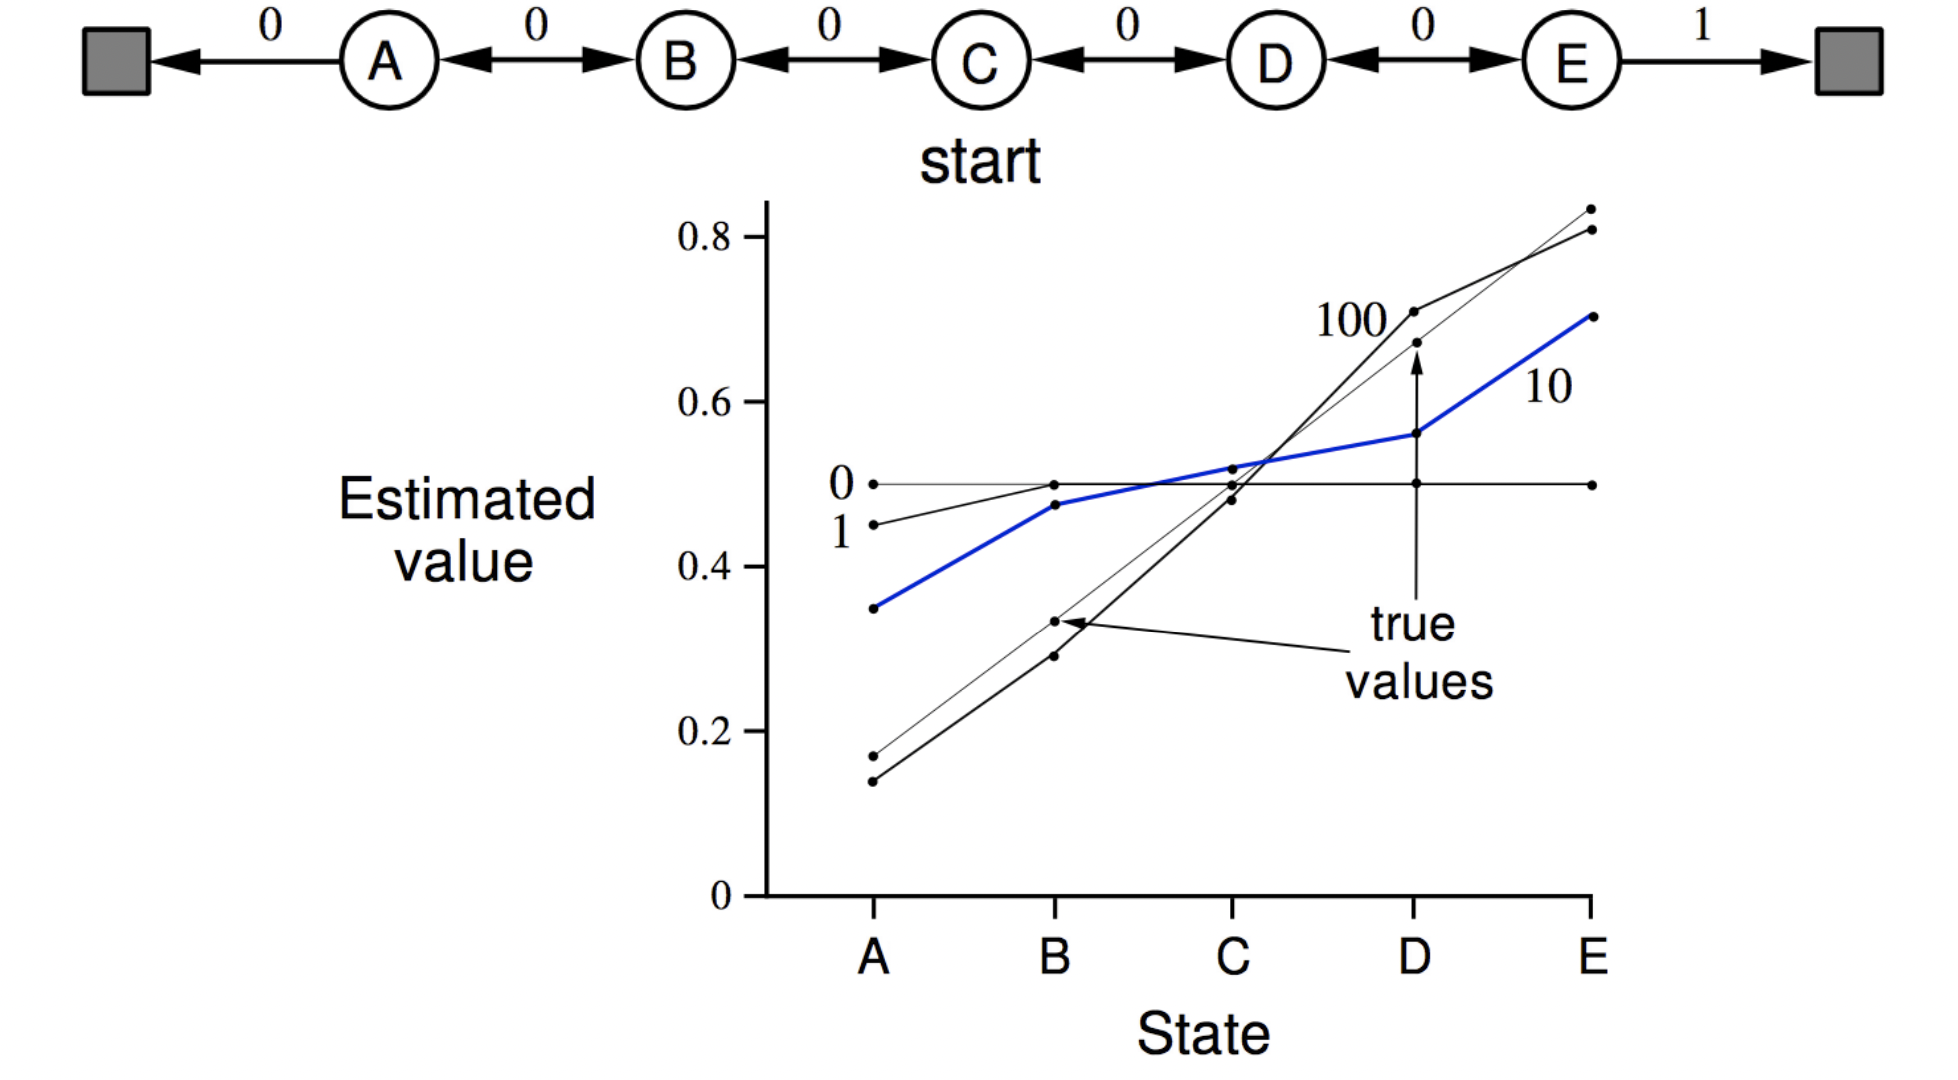 0 0 0 0 0 1
A B C D E
start
0.8
100
0.6
10
0
Estimated
value
1
0.4
true
values
0.2
0
A B C D E
State